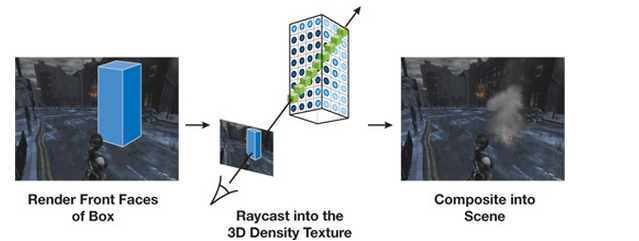 Render Front Faces
of Box
Raycast into the
3D Density Texture
Composite into
Scene